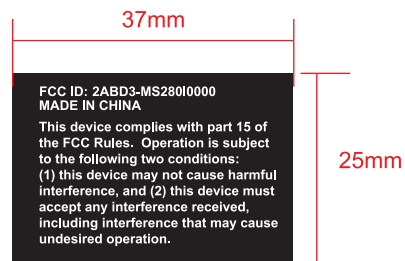 37mm
FCC ID: 2ABD3-MS280I0000
MADE IN CHINA
This device complies with part 15 of
the FCC Rules.  Operation is subject
to the following two conditions:
(1) this device may not cause harmful
interference, and (2) this device must
accept any interference received,
including interference that may cause
undesired operation.
25mm